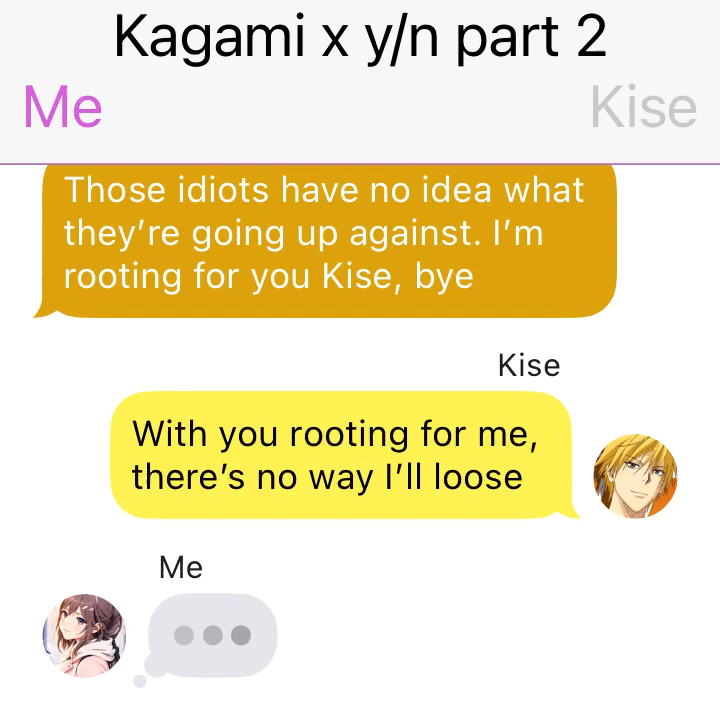 Kagami x y/n part 2
Me Kise
Those idiots have no idea what
they’re going up against. I’m
rooting for you Kise, bye
Kise
With you rooting for me,
there’s no way I’ll loose
Me